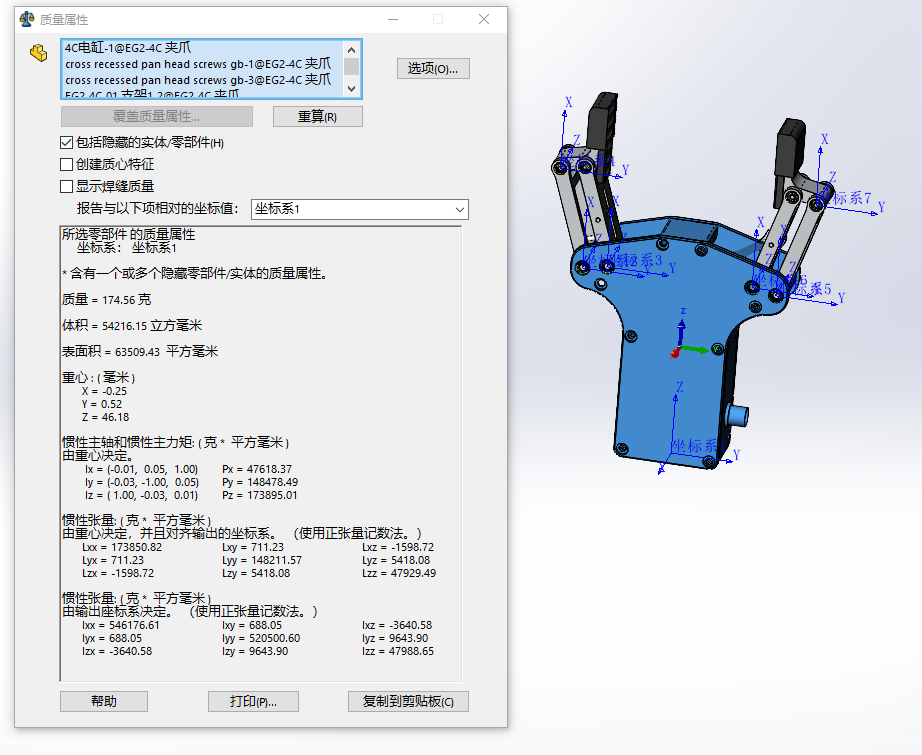 质量属性
4C电缸-1@EG2-4C 夹爪
cross recessed pan head screws gb-1@EG2-4C 夹爪
cross recessed pan head screws gb-3@EG2-4C 夹爪
EG2-4C-01 支架1-2@EG2-4C 夹爪
选项(O)...
覆盖质量属性...
重算(R)
包括隐藏的实体/零部件(H)
创建质心特征
显示焊缝质量
报告与以下项相对的坐标值: 坐标系1
所选零部件 的质量属性
坐标系: 坐标系1
* 含有一个或多个隐藏零部件/实体的质量属性。
质量 = 174.56 克
体积 = 54216.15 立方毫米
表面积 = 63509.43 平方毫米
重心 : ( 毫米 )
X = -0.25
Y = 0.52
Z = 46.18
惯性主轴和惯性主力矩: ( 克 * 平方毫米 )
由重心决定。
Ix = (-0.01, 0.05, 1.00) Px = 47618.37
Iy = (-0.03, -1.00, 0.05) Py = 148478.49
Iz = ( 1.00, -0.03, 0.01) Pz = 173895.01
惯性张量: ( 克 * 平方毫米 )
由重心决定，并且对齐输出的坐标系。 （使用正张量记数法。）
Lxx = 173850.82 Lxy = 711.23 Lxz = -1598.72
Lyx = 711.23 Lyy = 148211.57 Lyz = 5418.08
Lzx = -1598.72 Lzy = 5418.08 Lzz = 47929.49
惯性张量: ( 克 * 平方毫米 )
由输出座标系决定。 （使用正张量记数法。）
Ixx = 546176.61 Ixy = 688.05 Ixz = -3640.58
Iyx = 688.05 Iyy = 520500.60 Iyz = 9643.90
Izx = -3640.58 Izy = 9643.90 Izz = 47988.65
帮助
打印(P)...
复制到剪贴板(C)
X
Z
Y
X
Z
坐标系7
Y
X
X
X
坐标系3
Y
Y
Z
坐标系5
Y
z
Z
坐标系
Y